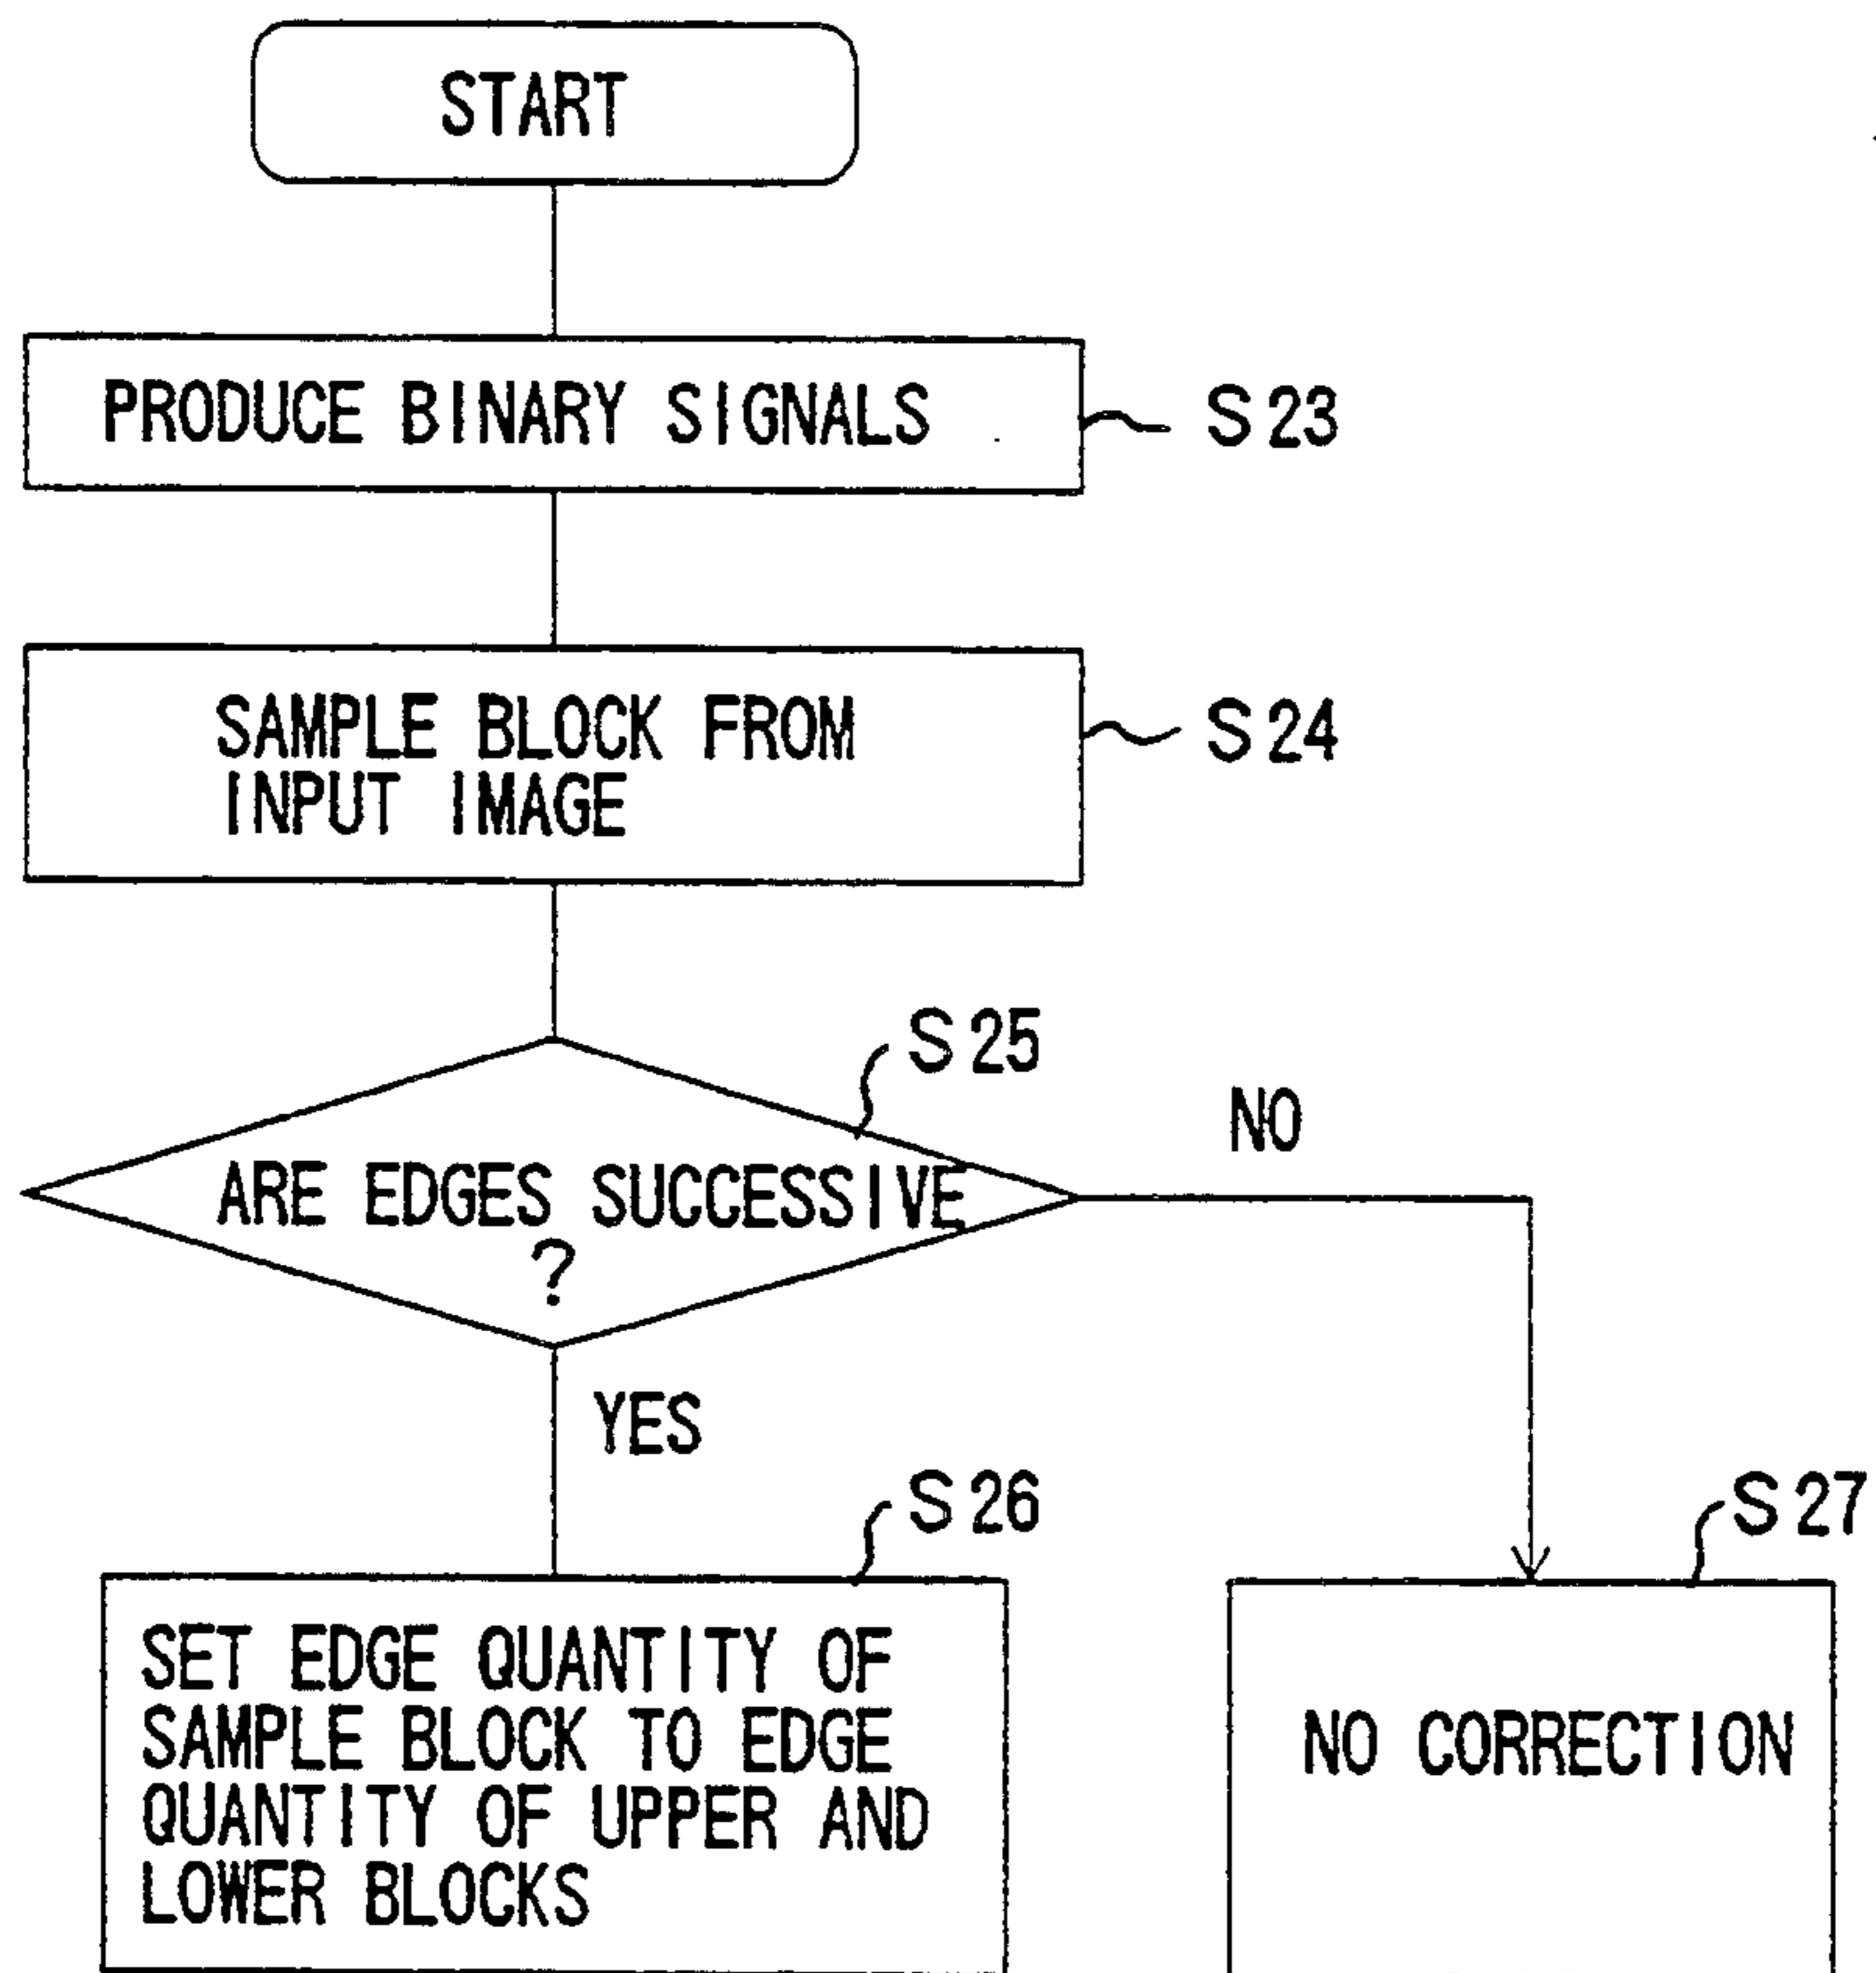 START
PRODUCE BINARY SIGNALS
S23
SAMPLE BLOCK FROM
INPUT IMAGE
S24
S25
NO
ARE EDGES SUCCESSIVE
?
YES
S26
S27
SET EDGE QUANTITY OF
SAMPLE BLOCK TO EDGE
QUANTITY OF UPPER AND
LOWER BLOCKS
NO CORRECTION